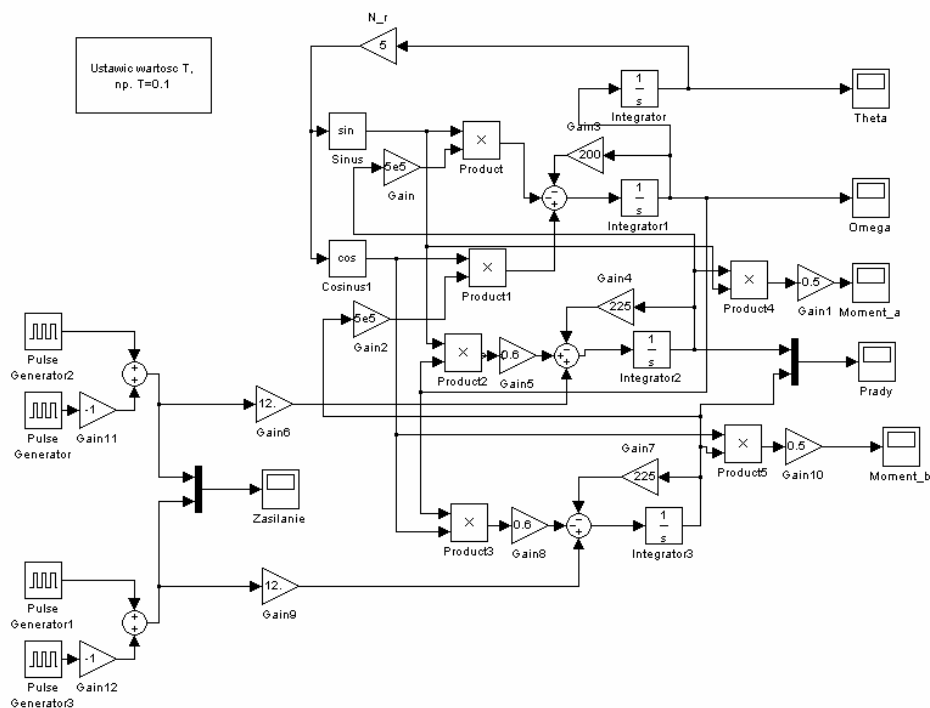 N_r
5
Ustawic wartosc T,
np. T=0.1
1
s
Integrator
Theta
Gain3
sin
Sinus
5e5
Gain
×
Product
200
1
s
Integrator1
Omega
cos
Cosinus1
×
Product1
Gain4
225
×
Product4
-0.5
Gain1
Moment_a
5e5
Gain2
×
Product2
0.6
Gain5
1
s
Integrator2
Prady
Pulse
Generator2
Pulse
Generator
-1
Gain11
12.
Gain6
Gain7
225
×
Product5
0.5
Gain10
Moment_b
Zasilanie
×
Product3
0.6
Gain8
1
s
Integrator3
Pulse
Generator1
12.
Gain9
Pulse
Generator3
-1
Gain12